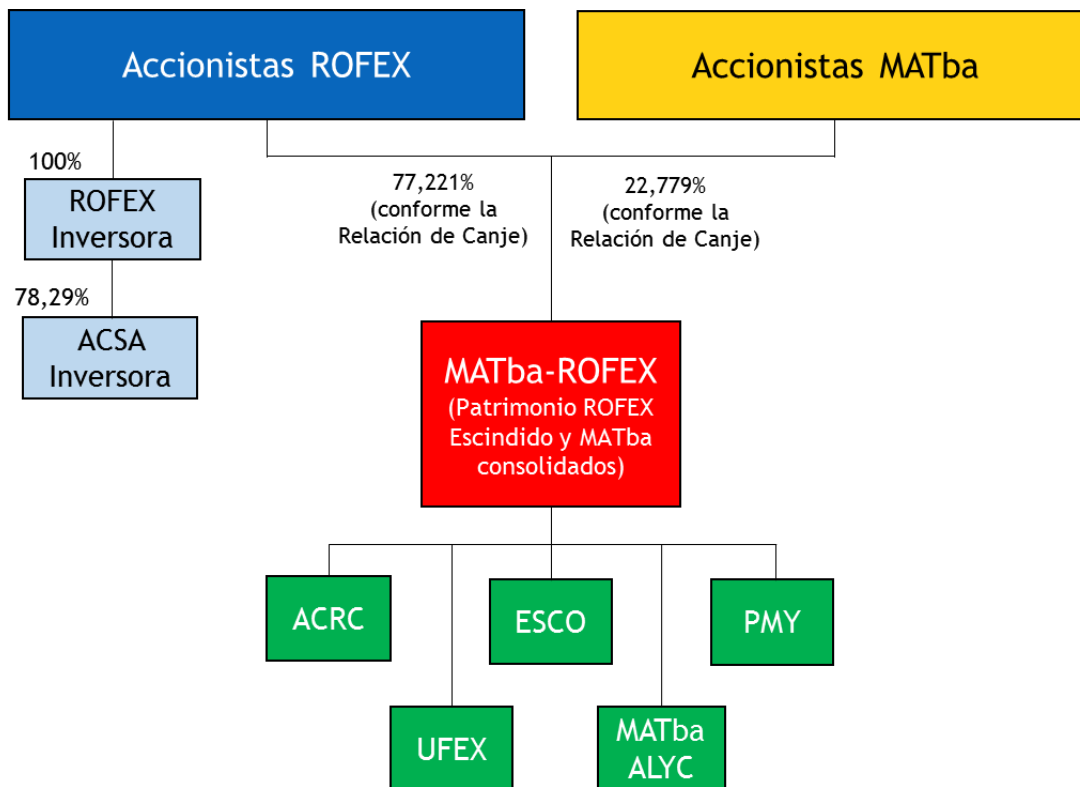 Accionistas ROFEX
Accionistas MATba
100%
ROFEX
Inversora
78,29%
ACSA
Inversora
77,221%
(conforme la
Relación de Canje)
22,779%
(conforme la
Relación de Canje)
MATba-ROFEX
(Patrimonio ROFEX
Escindido y MATba
consolidados)
ACRC
ESCO
PMY
UFEX
MATba
ALYC